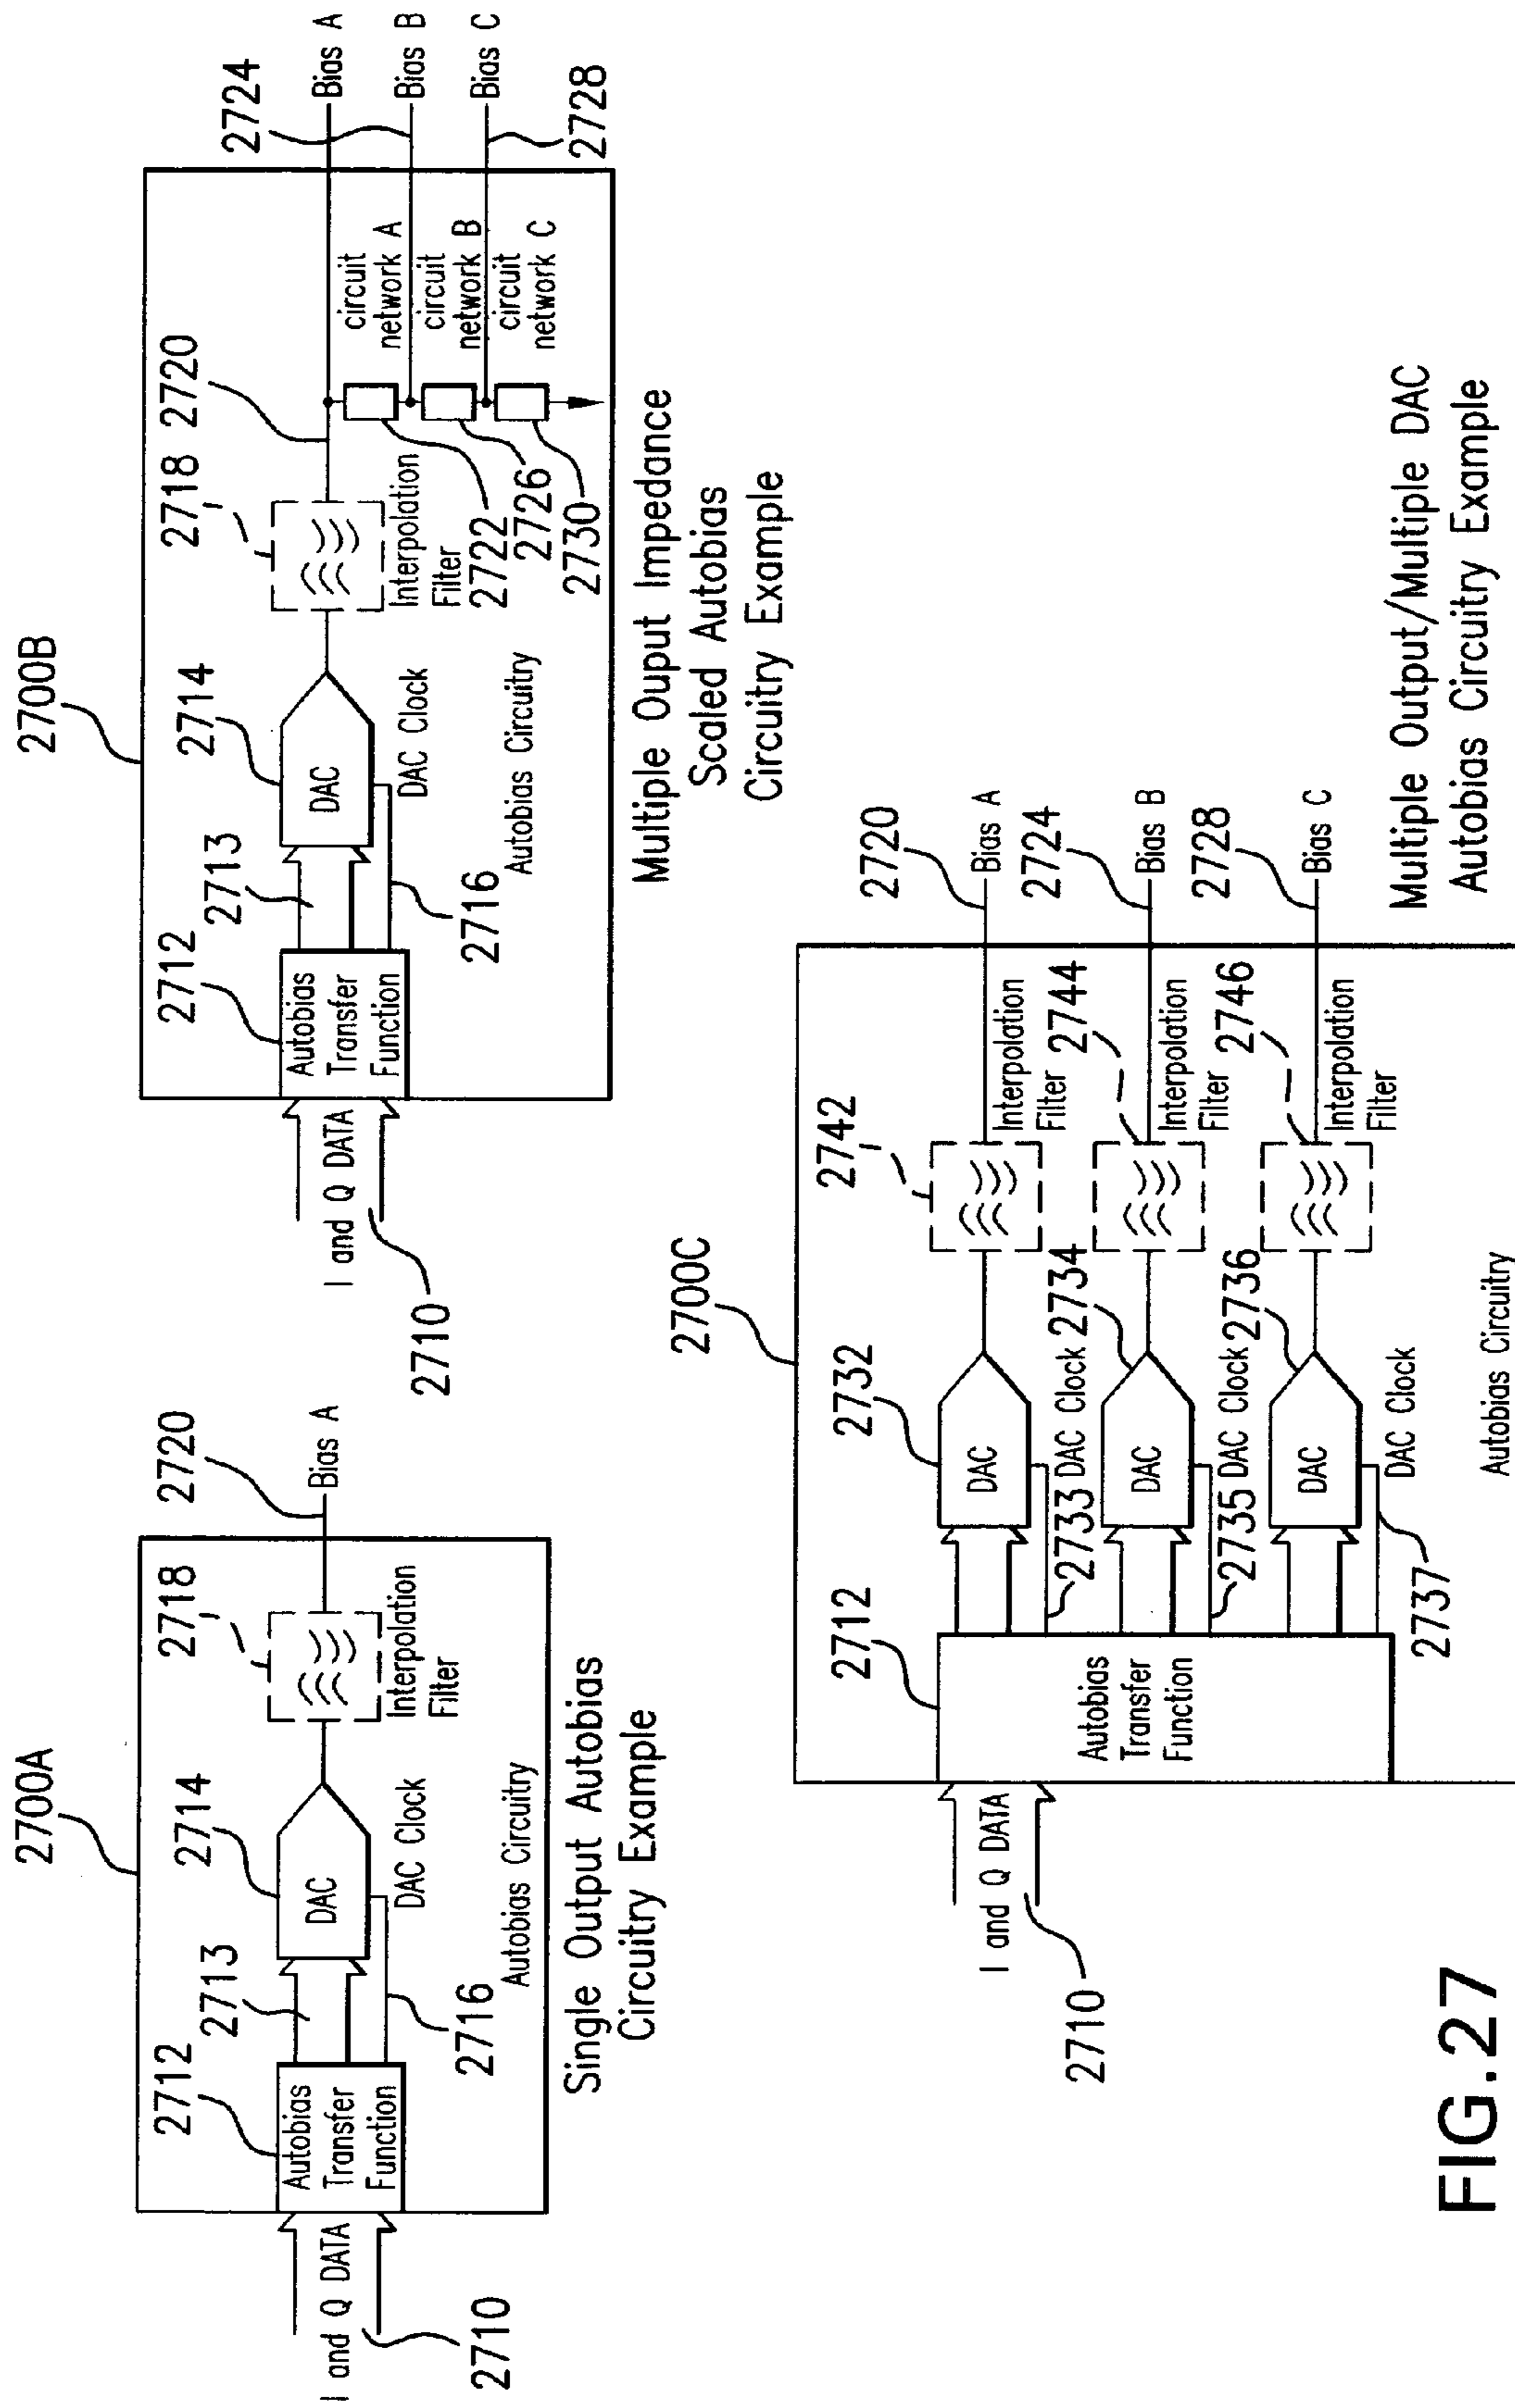 2700A
2712
2713
2714
2718
2720
I and Q DATA
2710
Autobias
Transfer
Function
DAC
DAC Clock
2716
Interpolation
Filter
Bias A
Autobias Circuitry
Single Output Autobias
Circuitry Example
2700B
2712
2713
2714
2718
2720
2724
I and Q DATA
2710
Autobias
Transfer
Function
DAC
DAC Clock
2716
Interpolation
Filter
2722
2726
2730
circuit
network A
circuit
network B
circuit
network C
Bias A
Bias B
Bias C
2728
Autobias Circuitry
Multiple Ouput Impedance
Scaled Autobias
Circuitry Example
2700C
2712
2732
2742
2720
I and Q DATA
2710
Autobias
Transfer
Function
DAC
2733
DAC Clock
2734
Interpolation
Filter
2744
Bias A
2724
DAC
2735
DAC Clock
2736
Interpolation
Filter
2746
Bias B
2728
DAC
2737
DAC Clock
Interpolation
Filter
Bias C
Autobias Circuitry
Multiple Output/Multiple DAC
Autobias Circuitry Example
FIG.27